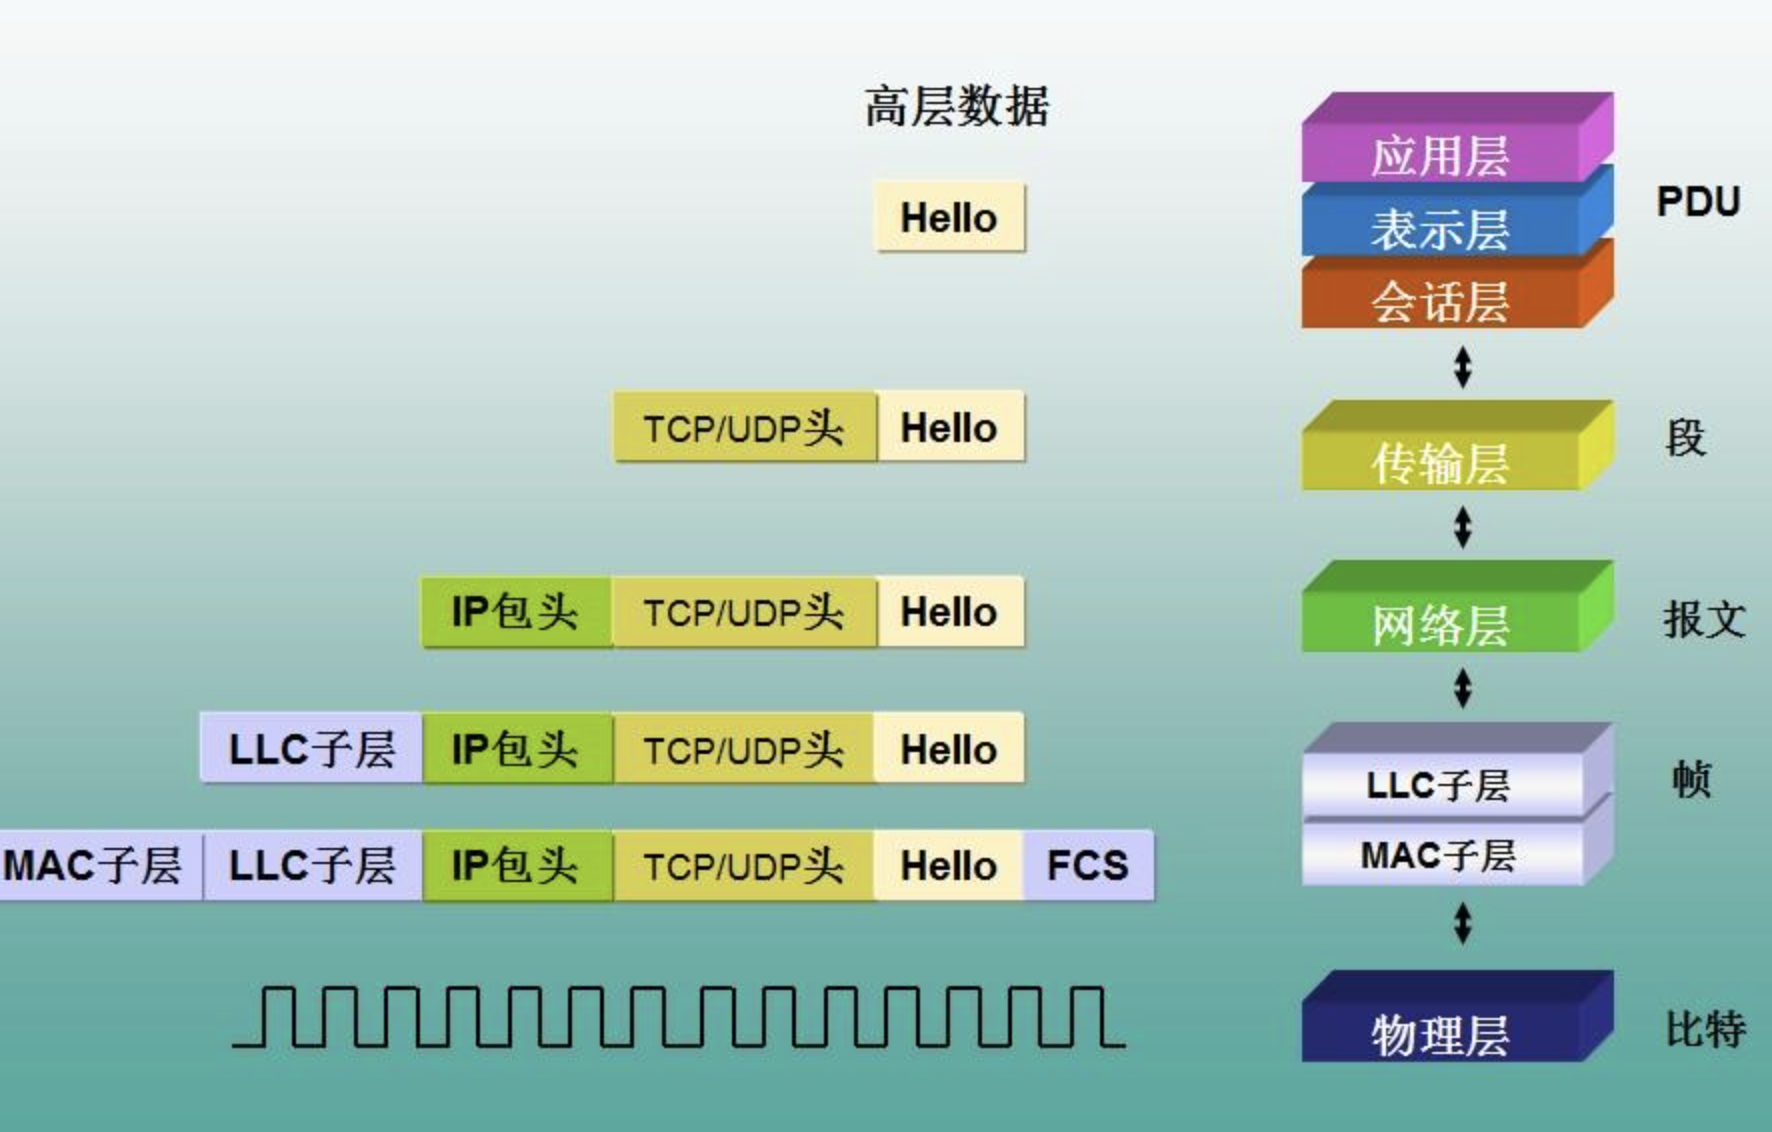 高层数据
应用层
Hello
表示层
PDU
会话层
TCP/UDP头 Hello
传输层
段
IP包头 TCP/UDP头 Hello
网络层
报文
LLC子层 IP包头 TCP/UDP头 Hello
LLC子层
帧
MAC子层 LLC子层 IP包头 TCP/UDP头 Hello FCS
MAC子层
物理层
比特